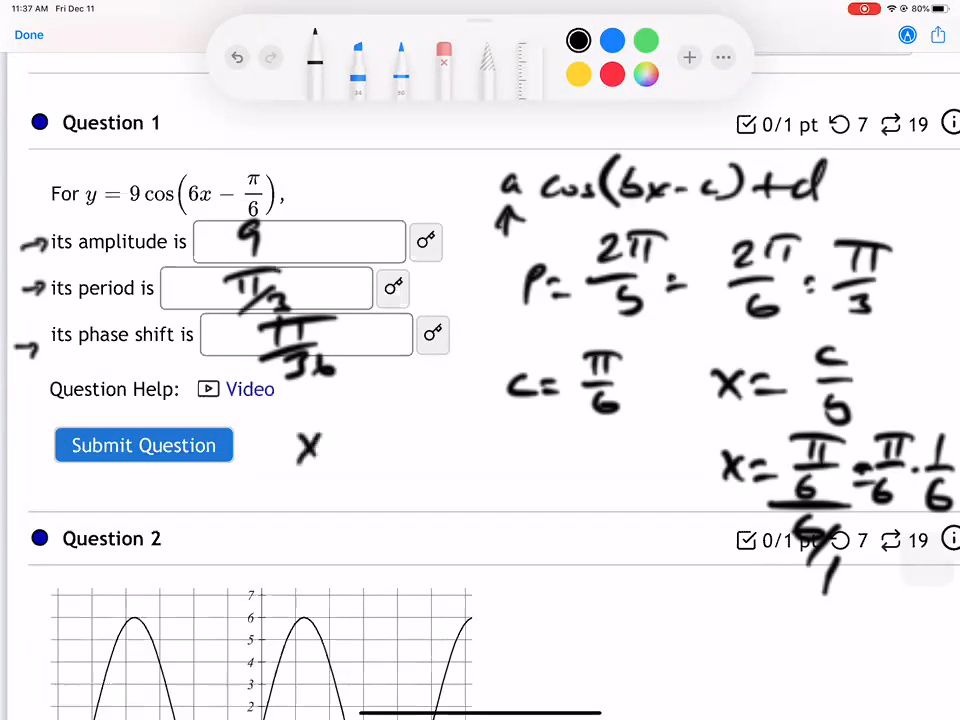 11:37 AM Fri Dec 11
80%
Done
34
50
Question 1
0/1 pt 7 19
For y = 9 cos(6x − π/6),
a cos(bx - c) + d
its amplitude is 9
its period is π/3
P = 2π/b = 2π/6 = π/3
its phase shift is π/36
c = π/6 x = c/b
Question Help: Video
Submit Question
x
x = π/6 / 6/1 = π/6 · 1/6
Question 2
0/1 pt 7 19
7
6
5
4
3
2